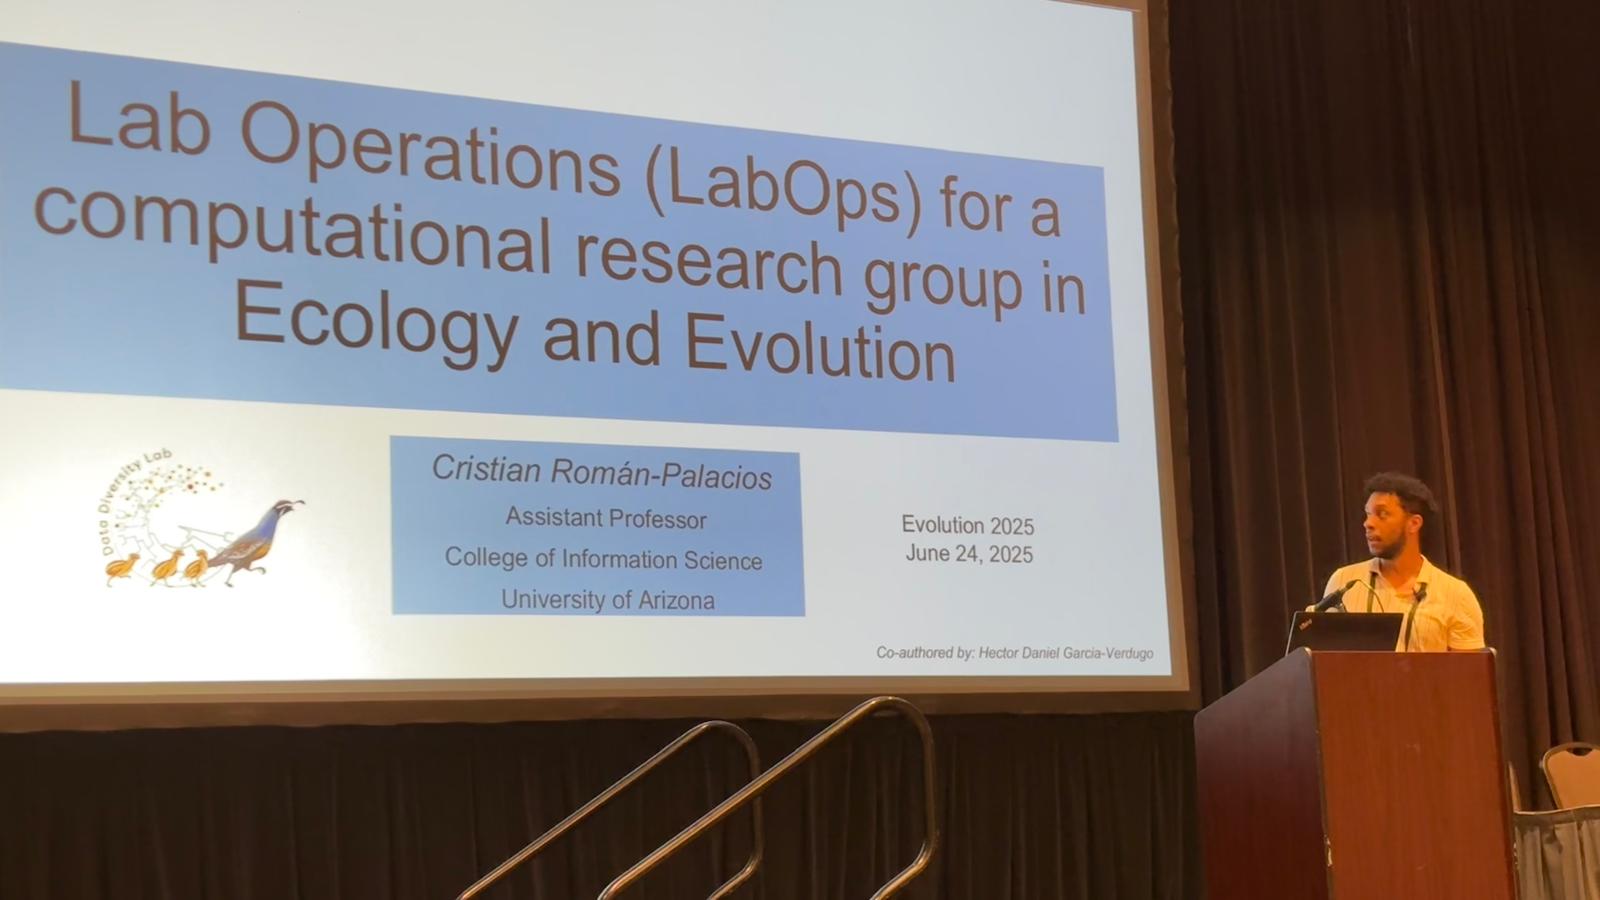 Lab Operations (LabOps) for a
computational research group in
Ecology and Evolution
Data Diversity Lab
Cristian Román-Palacios
Assistant Professor
College of Information Science
University of Arizona
Evolution 2025
June 24, 2025
Co-authored by: Hector Daniel Garcia-Verdugo